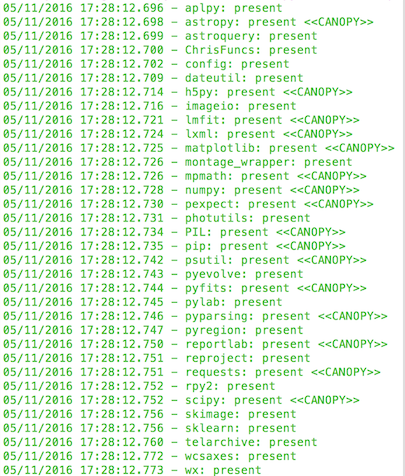 05/11/2016 17:28:12.696 – aplpy: present
05/11/2016 17:28:12.698 – astropy: present <<CANOPY>>
05/11/2016 17:28:12.699 – astroquery: present
05/11/2016 17:28:12.700 – ChrisFuncs: present
05/11/2016 17:28:12.702 – config: present
05/11/2016 17:28:12.709 – dateutil: present
05/11/2016 17:28:12.714 – h5py: present <<CANOPY>>
05/11/2016 17:28:12.716 – imageio: present
05/11/2016 17:28:12.721 – lmfit: present <<CANOPY>>
05/11/2016 17:28:12.724 – lxml: present <<CANOPY>>
05/11/2016 17:28:12.725 – matplotlib: present <<CANOPY>>
05/11/2016 17:28:12.726 – montage_wrapper: present
05/11/2016 17:28:12.726 – mpmath: present <<CANOPY>>
05/11/2016 17:28:12.728 – numpy: present <<CANOPY>>
05/11/2016 17:28:12.730 – pexpect: present <<CANOPY>>
05/11/2016 17:28:12.731 – photutils: present
05/11/2016 17:28:12.734 – PIL: present <<CANOPY>>
05/11/2016 17:28:12.735 – pip: present <<CANOPY>>
05/11/2016 17:28:12.742 – psutil: present <<CANOPY>>
05/11/2016 17:28:12.743 – pyevolve: present
05/11/2016 17:28:12.744 – pyfits: present <<CANOPY>>
05/11/2016 17:28:12.745 – pylab: present
05/11/2016 17:28:12.746 – pyparsing: present <<CANOPY>>
05/11/2016 17:28:12.747 – pyregion: present
05/11/2016 17:28:12.750 – reportlab: present <<CANOPY>>
05/11/2016 17:28:12.751 – reproject: present
05/11/2016 17:28:12.751 – requests: present <<CANOPY>>
05/11/2016 17:28:12.752 – rpy2: present
05/11/2016 17:28:12.752 – scipy: present <<CANOPY>>
05/11/2016 17:28:12.756 – skimage: present
05/11/2016 17:28:12.756 – sklearn: present
05/11/2016 17:28:12.760 – telarchive: present
05/11/2016 17:28:12.772 – wcsaxes: present
05/11/2016 17:28:12.773 – wx: present